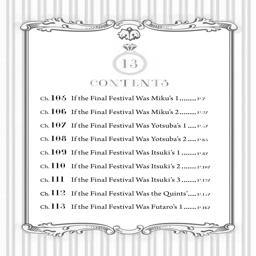 13
CONTENTS
Ch.105 If the Final Festival Was Miku's 1
Ch.106 If the Final Festival Was Miku's 2
Ch.107 If the Final Festival Was Yotsuba's 1
Ch.108 If the Final Festival Was Yotsuba's 2
Ch.109 If the Final Festival Was Itsuki's 1
Ch.110 If the Final Festival Was Itsuki's 2
Ch.111 If the Final Festival Was Itsuki's 3
Ch.112 If the Final Festival Was the Quints'
Ch.113 If the Final Festival Was Futaro's 1